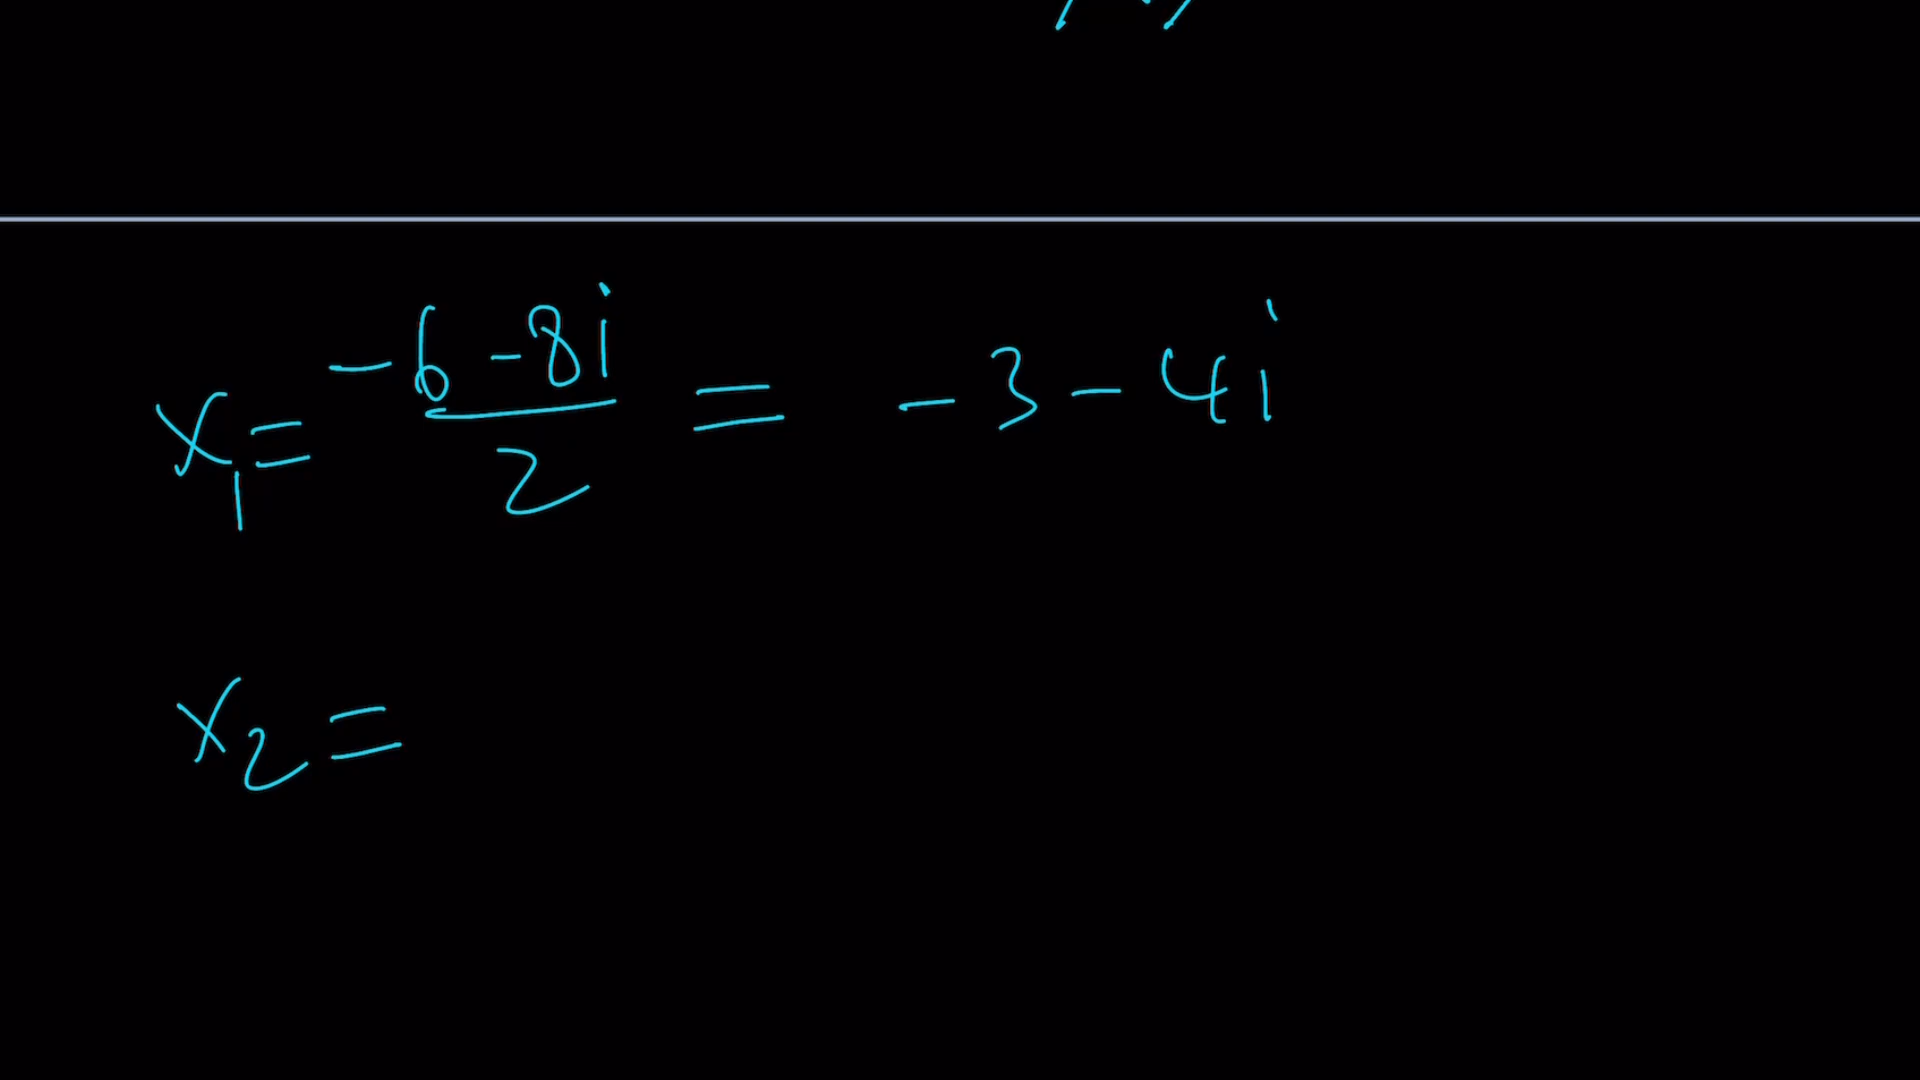 x₁ = (-6 - 8i)/2 = -3 - 4i
x₂ =